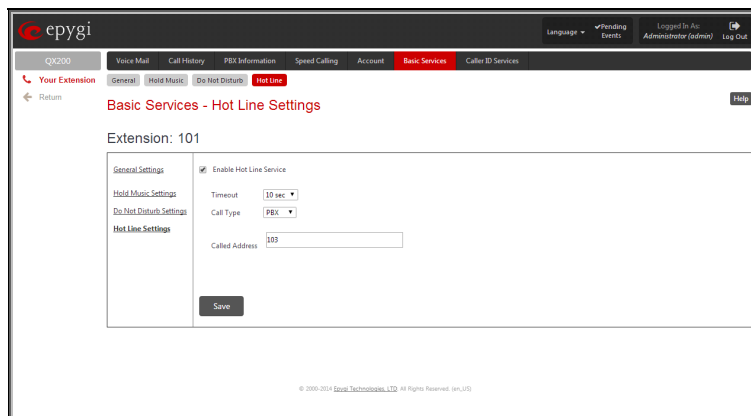 epygi
Language
Pending Events
Logged In As:
Administrator (admin)
Log Out
QX200
Voice Mail Call History PBX Information Speed Calling Account Basic Services Caller ID Services
Your Extension
General Hold Music Do Not Disturb Hot Line
Return
Basic Services - Hot Line Settings
Help
Extension: 101
General Settings
Enable Hot Line Service
Hold Music Settings
Timeout 10 sec
Do Not Disturb Settings
Call Type PBX
Hot Line Settings
Called Address 103
Save
© 2000-2014 Epygi Technologies, LTD. All Rights Reserved. (en_US)